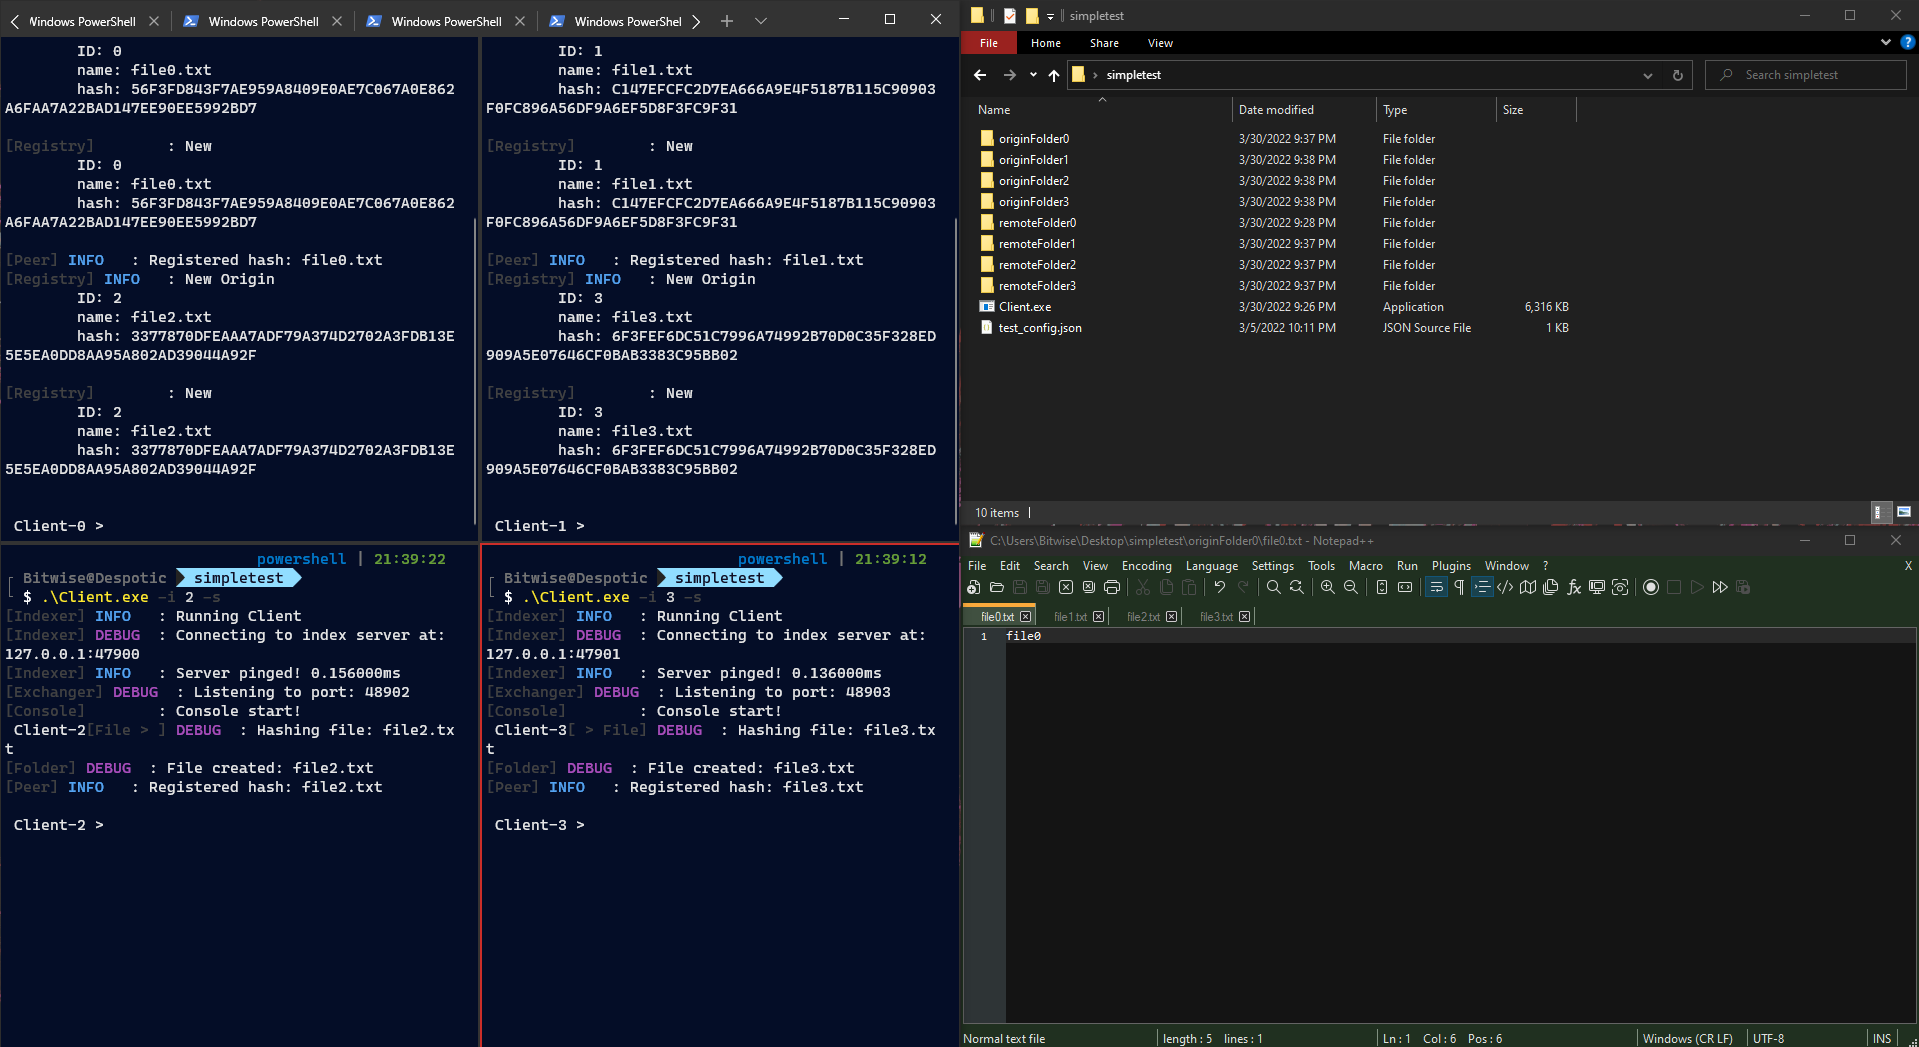 Windows PowerShell
Windows PowerShell
Windows PowerShell
Windows PowerShel
ID: 0
name: file0.txt
hash: 56F3FD843F7AE959A8409E0AE7C067A0E862
A6FAA7A22BAD147EE90EE5992BD7
[Registry] : New
ID: 0
name: file0.txt
hash: 56F3FD843F7AE959A8409E0AE7C067A0E862
A6FAA7A22BAD147EE90EE5992BD7
[Peer] INFO : Registered hash: file0.txt
[Registry] INFO : New Origin
ID: 2
name: file2.txt
hash: 3377870DFEAAA7ADF79A374D2702A3FDB13E
5E5EA0DD8AA95A802AD39044A92F
[Registry] : New
ID: 2
name: file2.txt
hash: 3377870DFEAAA7ADF79A374D2702A3FDB13E
5E5EA0DD8AA95A802AD39044A92F
Client-0 >
ID: 1
name: file1.txt
hash: C147EFCFC2D7EA666A9E4F5187B115C90903
F0FC896A56DF9A6EF5D8F3FC9F31
[Registry] : New
ID: 1
name: file1.txt
hash: C147EFCFC2D7EA666A9E4F5187B115C90903
F0FC896A56DF9A6EF5D8F3FC9F31
[Peer] INFO : Registered hash: file1.txt
[Registry] INFO : New Origin
ID: 3
name: file3.txt
hash: 6F3FEF6DC51C7996A74992B70D0C35F328ED
909A5E07646CF0BAB3383C95BB02
[Registry] : New
ID: 3
name: file3.txt
hash: 6F3FEF6DC51C7996A74992B70D0C35F328ED
909A5E07646CF0BAB3383C95BB02
Client-1 >
powershell | 21:39:22
Bitwise@Despotic simpletest
$ .\Client.exe -i 2 -s
[Indexer] INFO : Running Client
[Indexer] DEBUG : Connecting to index server at:
127.0.0.1:47900
[Indexer] INFO : Server pinged! 0.156000ms
[Exchanger] DEBUG : Listening to port: 48902
[Console] : Console start!
Client-2[File > ] DEBUG : Hashing file: file2.tx
t
[Folder] DEBUG : File created: file2.txt
[Peer] INFO : Registered hash: file2.txt
Client-2 >
powershell | 21:39:12
Bitwise@Despotic simpletest
$ .\Client.exe -i 3 -s
[Indexer] INFO : Running Client
[Indexer] DEBUG : Connecting to index server at:
127.0.0.1:47901
[Indexer] INFO : Server pinged! 0.136000ms
[Exchanger] DEBUG : Listening to port: 48903
[Console] : Console start!
Client-3[ > File] DEBUG : Hashing file: file3.tx
t
[Folder] DEBUG : File created: file3.txt
[Peer] INFO : Registered hash: file3.txt
Client-3 >
simpletest
File Home Share View
simpletest
Search simpletest
Name Date modified Type Size
originFolder0 3/30/2022 9:37 PM File folder
originFolder1 3/30/2022 9:38 PM File folder
originFolder2 3/30/2022 9:38 PM File folder
originFolder3 3/30/2022 9:38 PM File folder
remoteFolder0 3/30/2022 9:28 PM File folder
remoteFolder1 3/30/2022 9:37 PM File folder
remoteFolder2 3/30/2022 9:37 PM File folder
remoteFolder3 3/30/2022 9:37 PM File folder
Client.exe 3/30/2022 9:26 PM Application 6,316 KB
test_config.json 3/5/2022 10:11 PM JSON Source File 1 KB
10 items
C:\Users\Bitwise\Desktop\simpletest\originFolder0\file0.txt - Notepad++
File Edit Search View Encoding Language Settings Tools Macro Run Plugins Window ? X
file0.txt file1.txt file2.txt file3.txt
1 file0
Normal text file length : 5 lines : 1 Ln : 1 Col : 6 Pos : 6 Windows (CR LF) UTF-8 INS